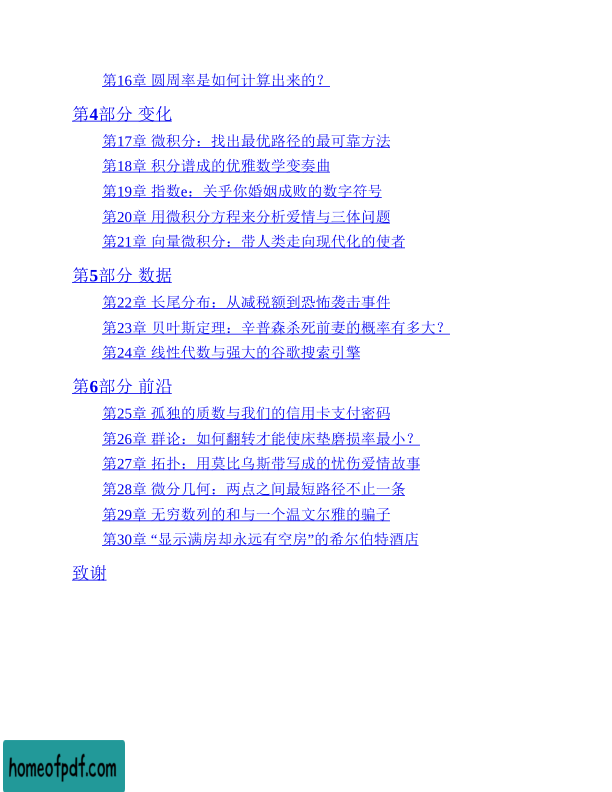 第16章 圆周率是如何计算出来的？
第4部分 变化
第17章 微积分：找出最优路径的最可靠方法
第18章 积分谱成的优雅数学变奏曲
第19章 指数e：关乎你婚姻成败的数字符号
第20章 用微积分方程来分析爱情与三体问题
第21章 向量微积分：带人类走向现代化的使者
第5部分 数据
第22章 长尾分布：从减税额到恐怖袭击事件
第23章 贝叶斯定理：辛普森杀死前妻的概率有多大？
第24章 线性代数与强大的谷歌搜索引擎
第6部分 前沿
第25章 孤独的质数与我们的信用卡支付密码
第26章 群论：如何翻转才能使床垫磨损率最小？
第27章 拓扑：用莫比乌斯带写成的忧伤爱情故事
第28章 微分几何：两点之间最短路径不止一条
第29章 无穷数列的和与一个温文尔雅的骗子
第30章 “显示满房却永远有空房”的希尔伯特酒店
致谢
homeofpdf.com